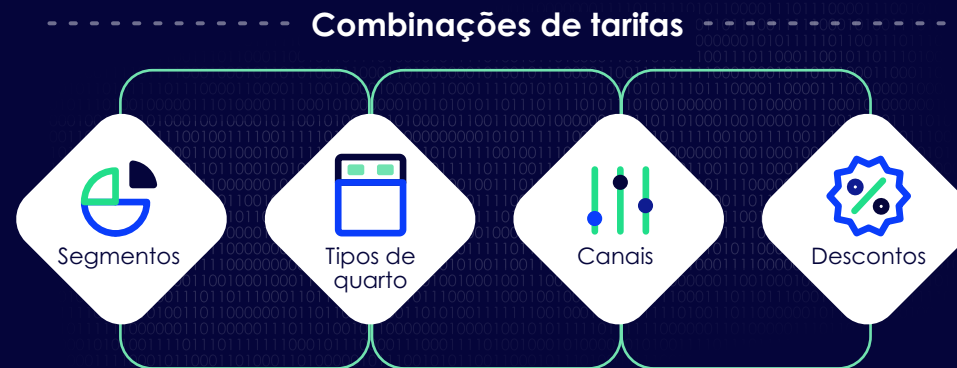 Combinações de tarifas
Segmentos
Tipos de
quarto
Canais
Descontos